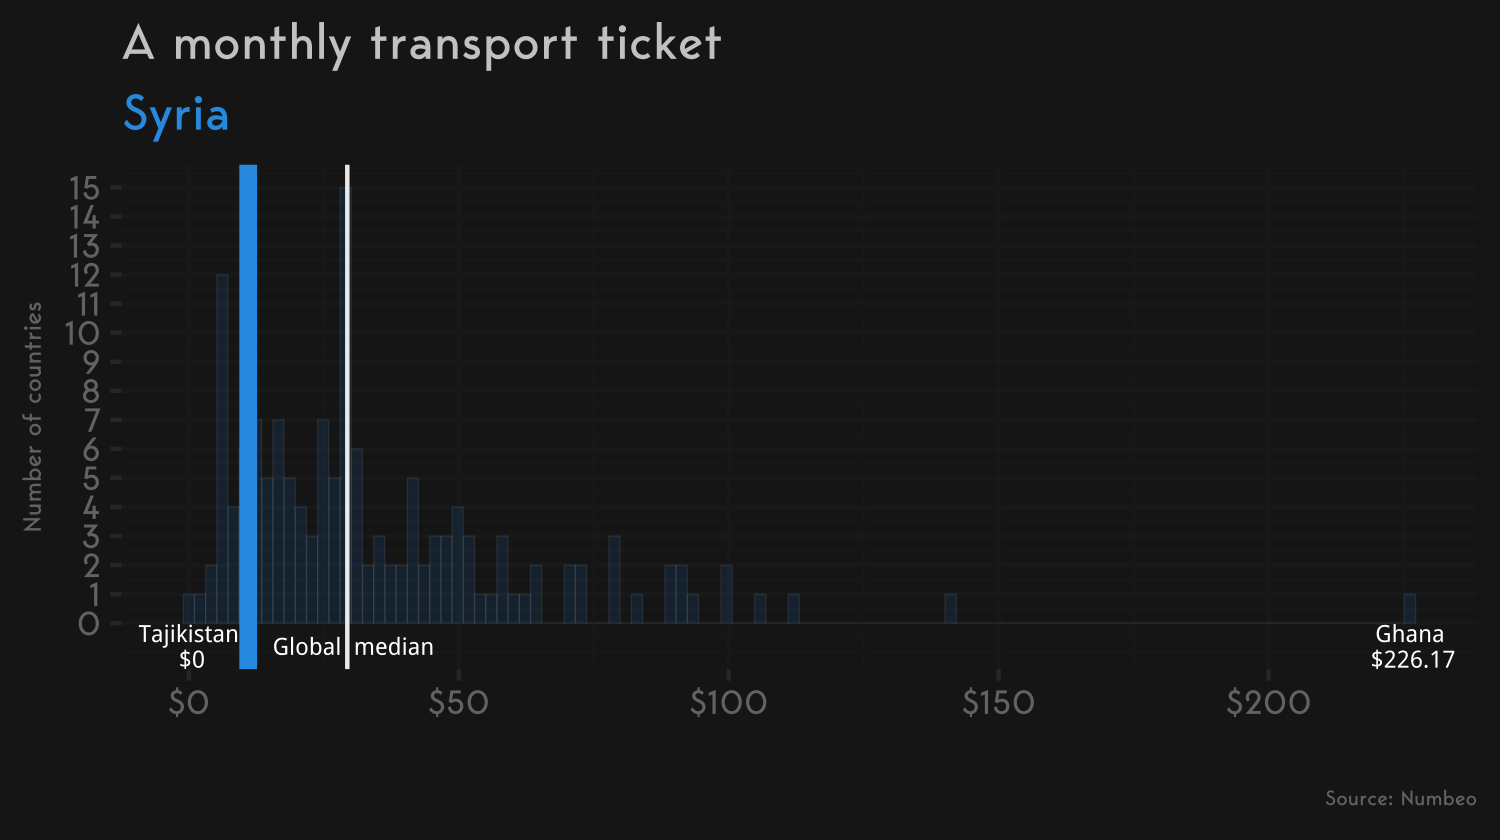 A monthly transport ticket
Syria
Number of countries
15
14
13
12
11
10
9
8
7
6
5
4
3
2
1
0
Tajikistan
$0
Global median
Ghana
$226.17
$0 $50 $100 $150 $200
Source: Numbeo